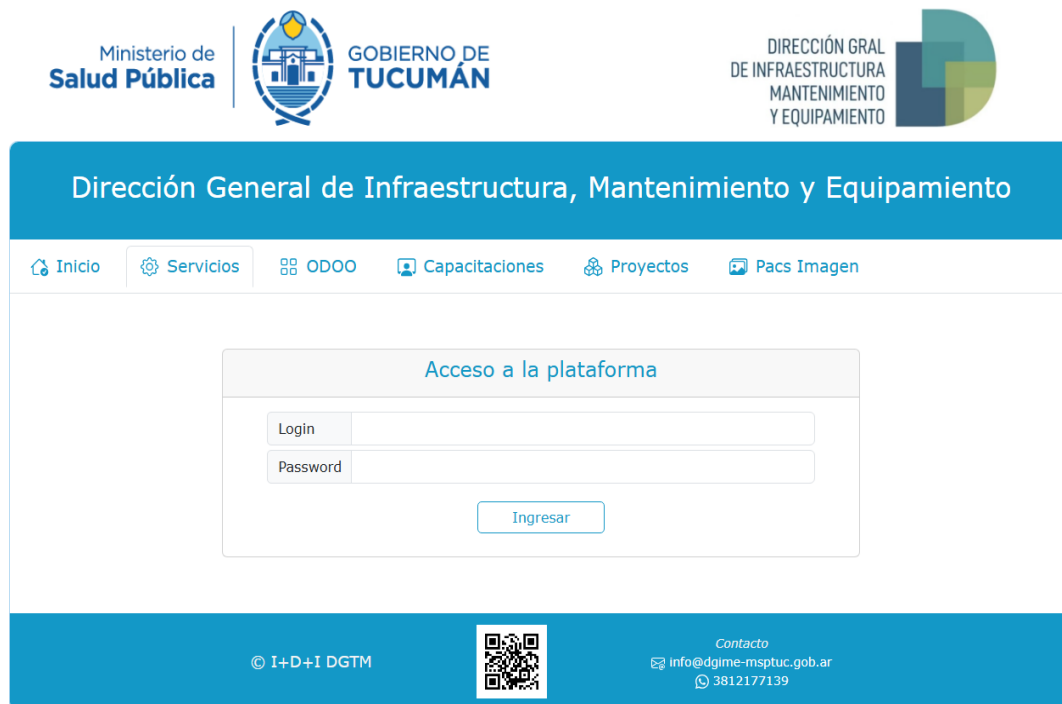 Ministerio de
Salud Pública
GOBIERNO DE
TUCUMÁN
DIRECCIÓN GRAL
DE INFRAESTRUCTURA
MANTENIMIENTO
Y EQUIPAMIENTO
Dirección General de Infraestructura, Mantenimiento y Equipamiento
Inicio Servicios ODOO Capacitaciones Proyectos Pacs Imagen
Acceso a la plataforma
Login
Password
Ingresar
© I+D+I DGTM
Contacto
info@dgime-msptuc.gob.ar
3812177139